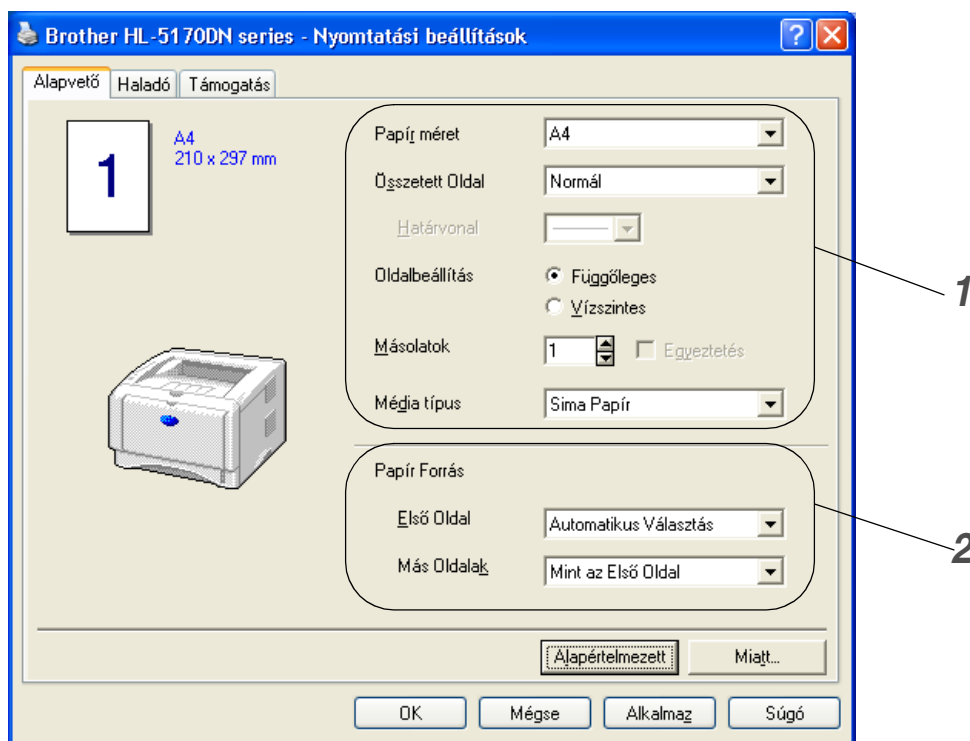 Brother HL-5170DN series - Nyomtatási beállítások
Alapvető Haladó Támogatás
1
A4
210 x 297 mm
Papír méret A4
Összetett Oldal Normál
Határvonal
Oldalbeállítás Függőleges
Vízszintes
1
Másolatok 1 Egyeztetés
Média típus Sima Papír
Papír Forrás
Első Oldal Automatikus Választás
2
Más Oldalak Mint az Első Oldal
Alapértelmezett Miatt...
OK Mégse Alkalmaz Súgó